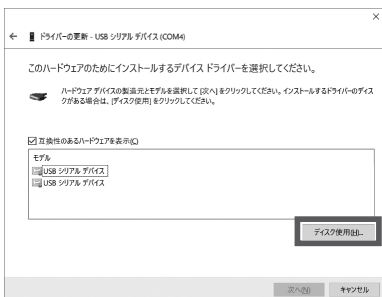 ドライバーの更新 - USB シリアル デバイス (COM4)
このハードウェアのためにインストールするデバイス ドライバーを選択してください。
ハードウェア デバイスの製造元とモデルを選択して [次へ] をクリックしてください。インストールするドライバーのディス
クがある場合は、[ディスク使用] をクリックしてください。
互換性のあるハードウェアを表示(C)
モデル
USB シリアル デバイス
USB シリアル デバイス
ディスク使用(H)...
次へ(N)
キャンセル